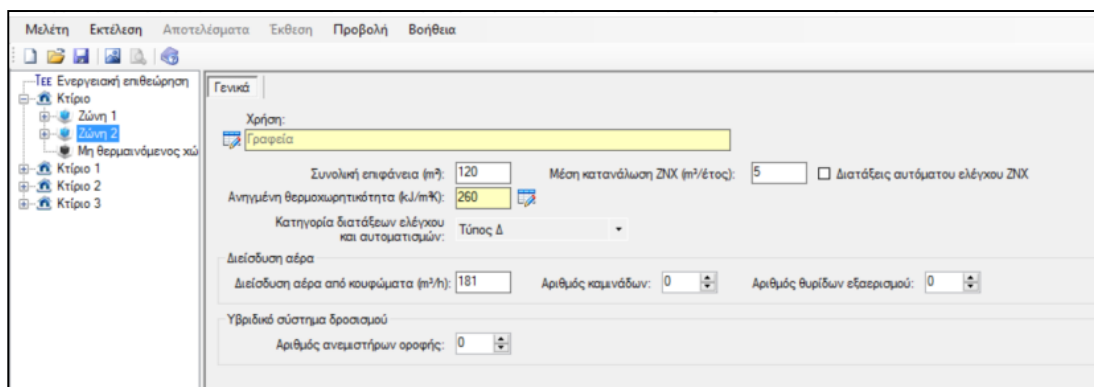 Μελέτη Εκτέλεση Αποτελέσματα Έκθεση Προβολή Βοήθεια
ΤΕΕ Ενεργειακή επιθεώρηση
Κτίριο
Ζώνη 1
Ζώνη 2
Μη θερμαινόμενος χώ
Κτίριο 1
Κτίριο 2
Κτίριο 3
Γενικά
Χρήση:
Γραφεία
Συνολική επιφάνεια (m²): 120 Μέση κατανάλωση ΖΝΧ (m³/έτος): 5 Διατάξεις αυτόματου ελέγχου ΖΝΧ
Ανηγμένη θερμοχωρητικότητα (kJ/m²K): 260
Κατηγορία διατάξεων ελέγχου
και αυτοματισμών: Τύπος Δ
Διείσδυση αέρα
Διείσδυση αέρα από κουφώματα (m³/h): 181 Αριθμός καμινάδων: 0 Αριθμός θυρίδων εξαερισμού: 0
Υβριδικό σύστημα δροσισμού
Αριθμός ανεμιστήρων οροφής: 0